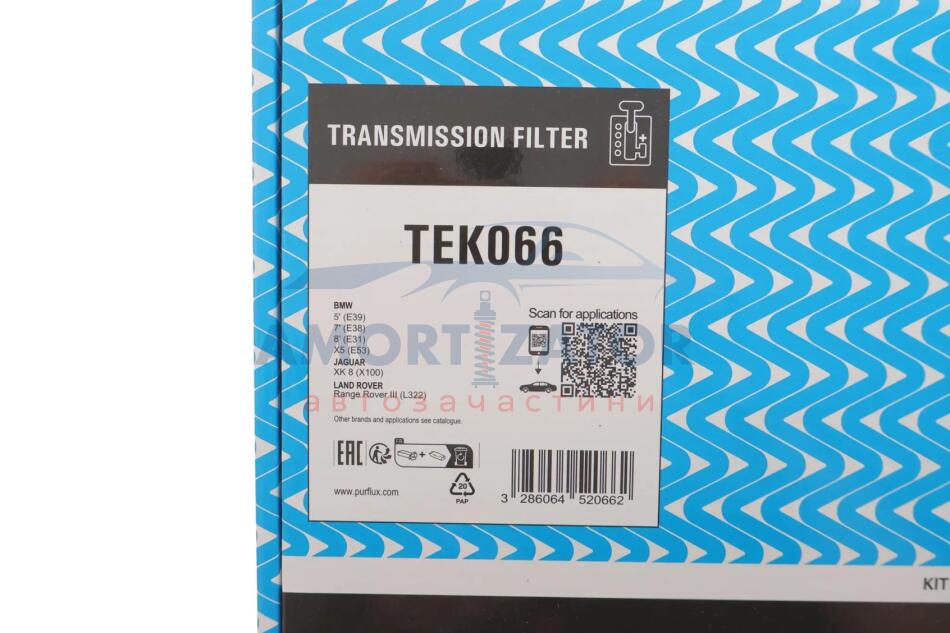 TRANSMISSION FILTER
TEK066
BMW
5' (E39)
7' (E38)
8' (E31)
X5 (E53)
JAGUAR
XK 8 (X100)
LAND ROVER
Range Rover III (L322)
Other brands and applications see catalogue.
Scan for applications
AMORTIZATOR
автозачастини
EAC
www.purflux.com
20
PAP
3 286064 520662
KIT